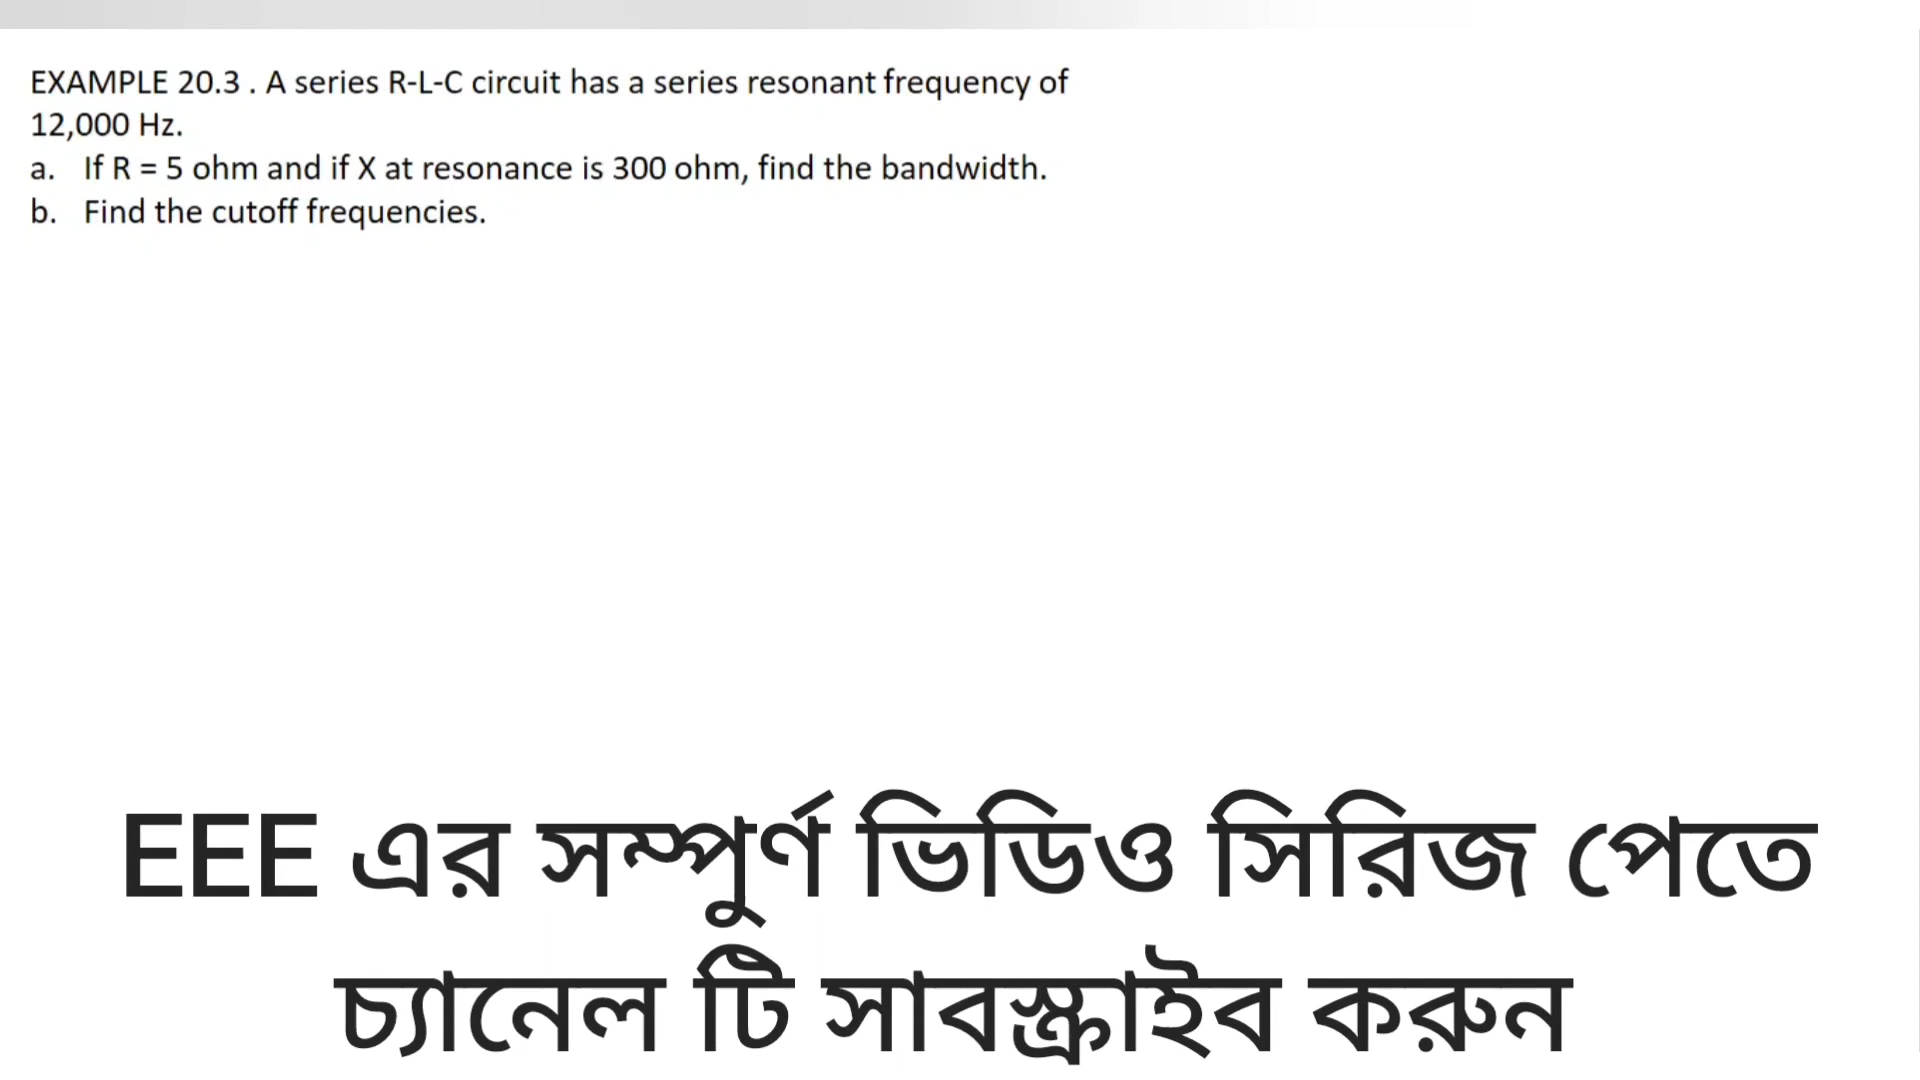 EXAMPLE 20.3 . A series R-L-C circuit has a series resonant frequency of
12,000 Hz.
a. If R = 5 ohm and if X at resonance is 300 ohm, find the bandwidth.
b. Find the cutoff frequencies.
EEE এর সম্পুর্ণ ভিডিও সিরিজ পেতে
চ্যানেল টি সাবস্ক্রাইব করুন